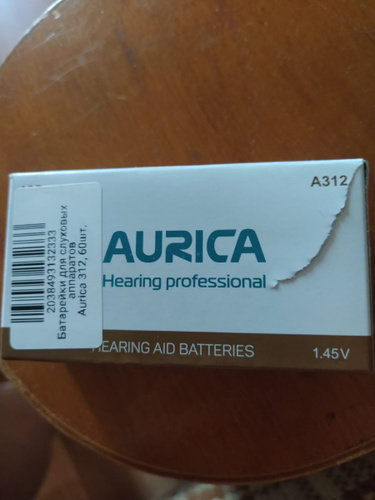 A312
AURICA
Hearing professional
HEARING AID BATTERIES
1.45V
2038493132333
Батарейки для слуховых
аппаратов
Aurica 312, 60шт.